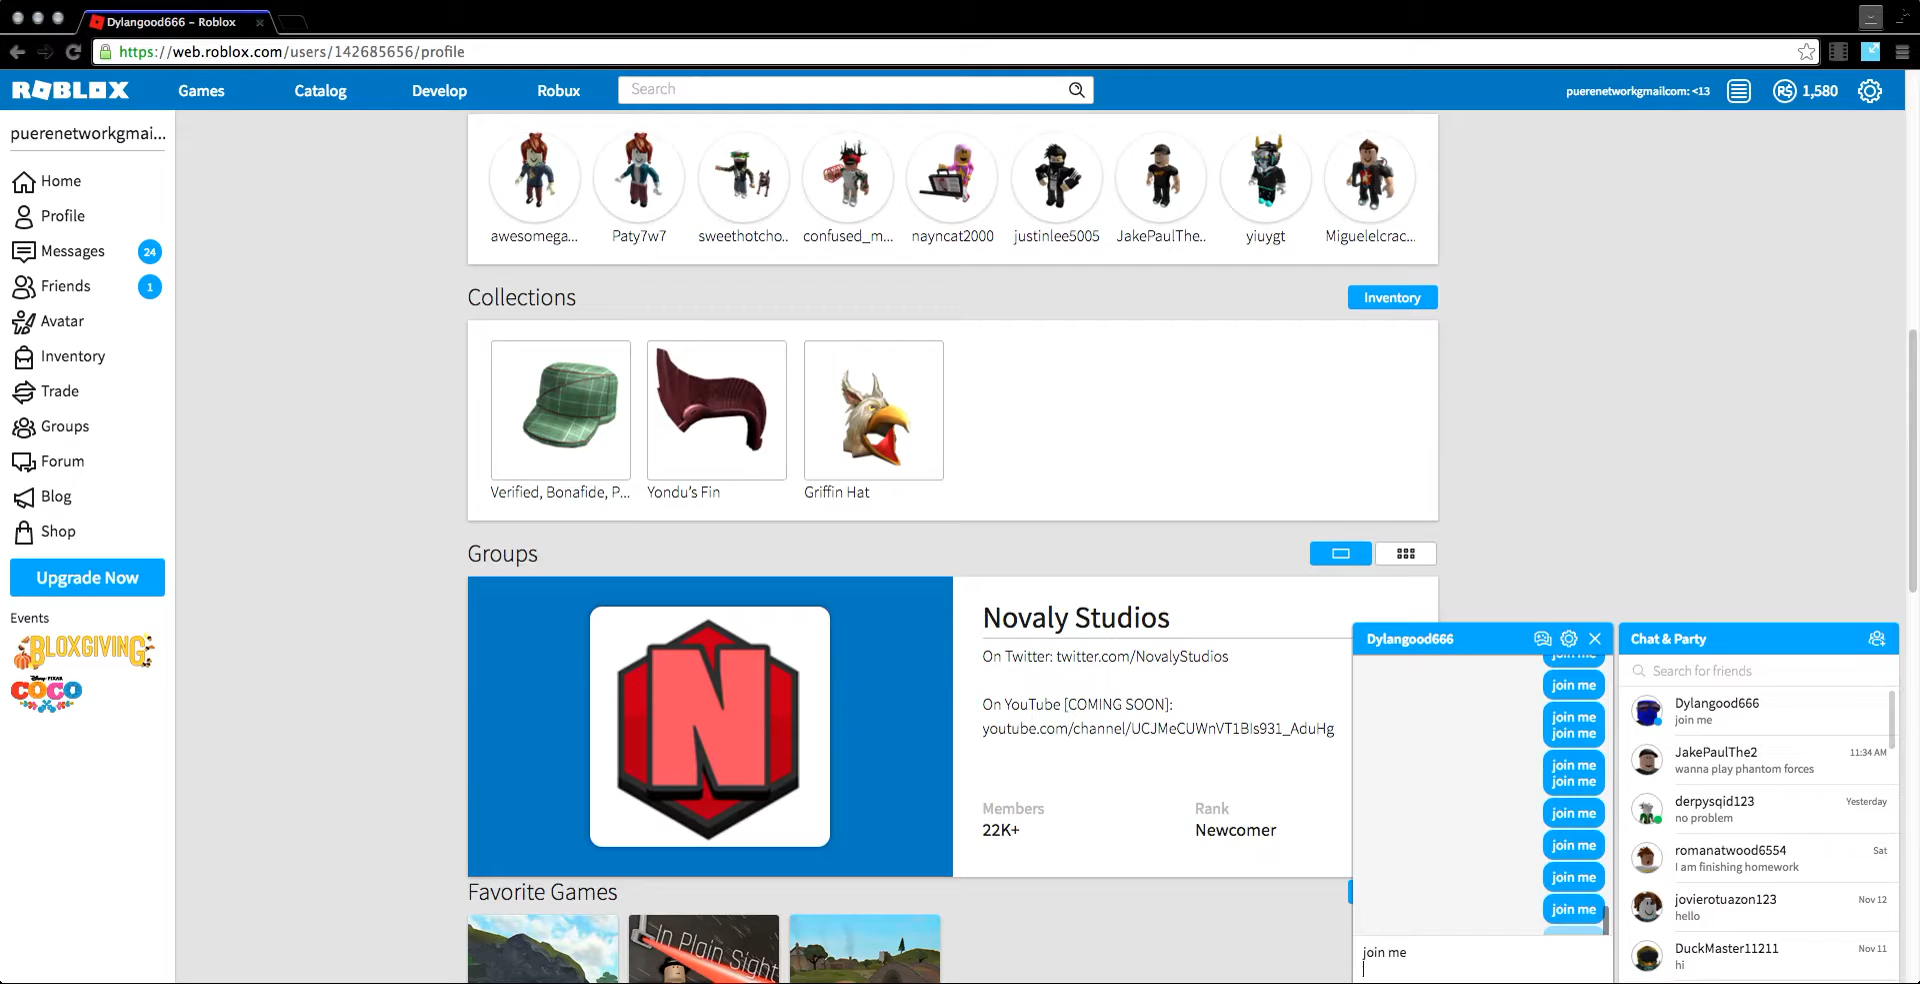 Dylangood666 – Roblox
https://web.roblox.com/users/142685656/profile
ROBLOX
Games
Catalog
Develop
Robux
Search
puerenetworkgmailcom: <13
R$ 1,580
puerenetworkgmai...
Home
Profile
Messages 24
Friends 1
Avatar
Inventory
Trade
Groups
Forum
Blog
Shop
Upgrade Now
Events
BLOXGIVING
Disney PIXAR
COCO
awesomega...
Paty7w7
sweethotcho..
confused_m...
nayncat2000
justinlee5005
JakePaulThe..
yiuygt
Miguelelcrac...
Collections
Inventory
Verified, Bonafide, P...
Yondu's Fin
Griffin Hat
Groups
N
Novaly Studios
On Twitter: twitter.com/NovalyStudios
On YouTube [COMING SOON]:
youtube.com/channel/UCJMeCUWnVT1BIs931_AduHg
Members
22K+
Rank
Newcomer
Favorite Games
In Plain Sight
Dylangood666
join me
join me
join me
join me
join me
join me
join me
join me
join me
join me
join me
Chat & Party
Search for friends
Dylangood666
join me
JakePaulThe2
11:34 AM
wanna play phantom forces
derpysqid123
Yesterday
no problem
romanatwood6554
Sat
I am finishing homework
jovierotuazon123
Nov 12
hello
DuckMaster11211
Nov 11
hi